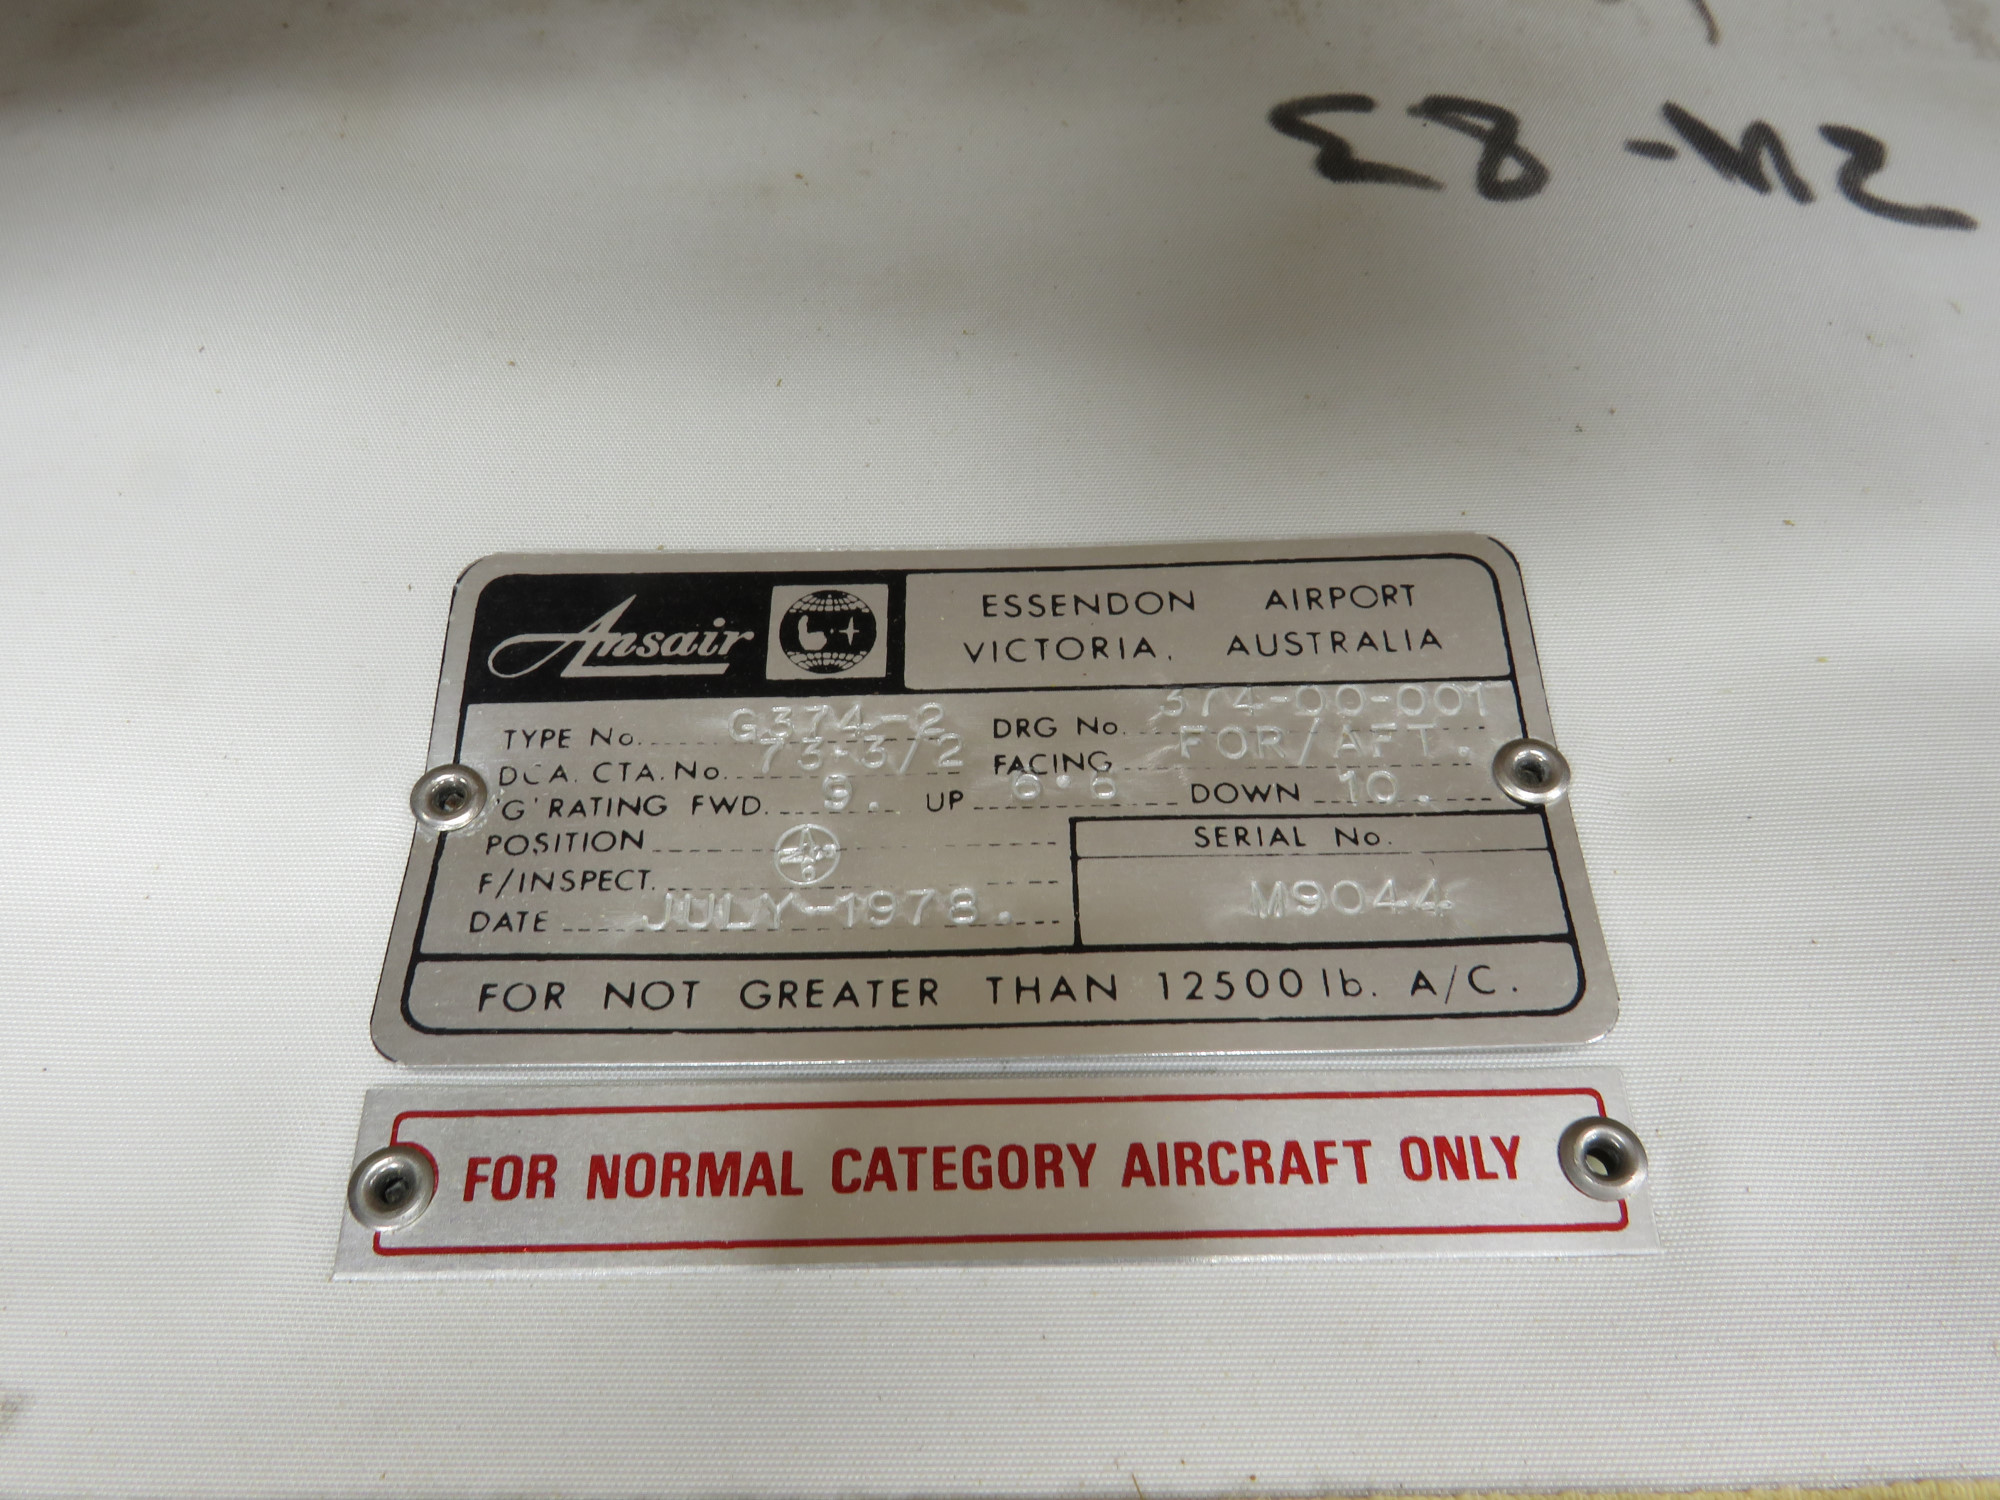 Ansair
ESSENDON AIRPORT
VICTORIA. AUSTRALIA
TYPE No. G374-2 DRG No. 374-00-001
DCA. CTA. No. 73-3/2 FACING FOR/AFT.
'G' RATING FWD. 9. UP 6.6 DOWN 10.
POSITION
F/INSPECT.
DATE JULY-1978.
SERIAL No.
M9044
FOR NOT GREATER THAN 12500 lb. A/C.
FOR NORMAL CATEGORY AIRCRAFT ONLY